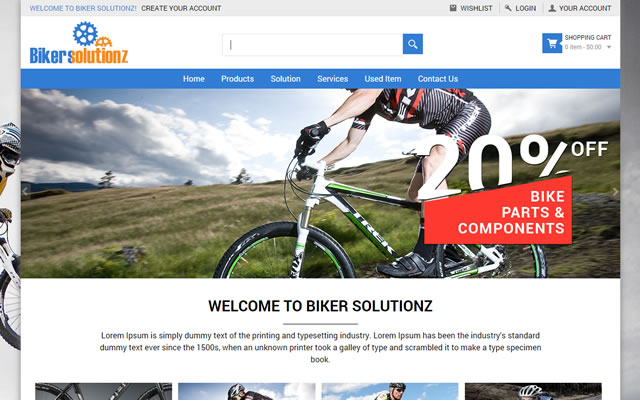 WELCOME TO BIKER SOLUTIONZ! CREATE YOUR ACCOUNT
WISHLIST LOGIN YOUR ACCOUNT
Bikersolutionz
SHOPPING CART
0 item - $0.00
Home Products Solution Services Used Item Contact Us
20% OFF
TREK
BIKE
PARTS &
COMPONENTS
WELCOME TO BIKER SOLUTIONZ
Lorem Ipsum is simply dummy text of the printing and typesetting industry. Lorem Ipsum has been the industry's standard
dummy text ever since the 1500s, when an unknown printer took a galley of type and scrambled it to make a type specimen
book.